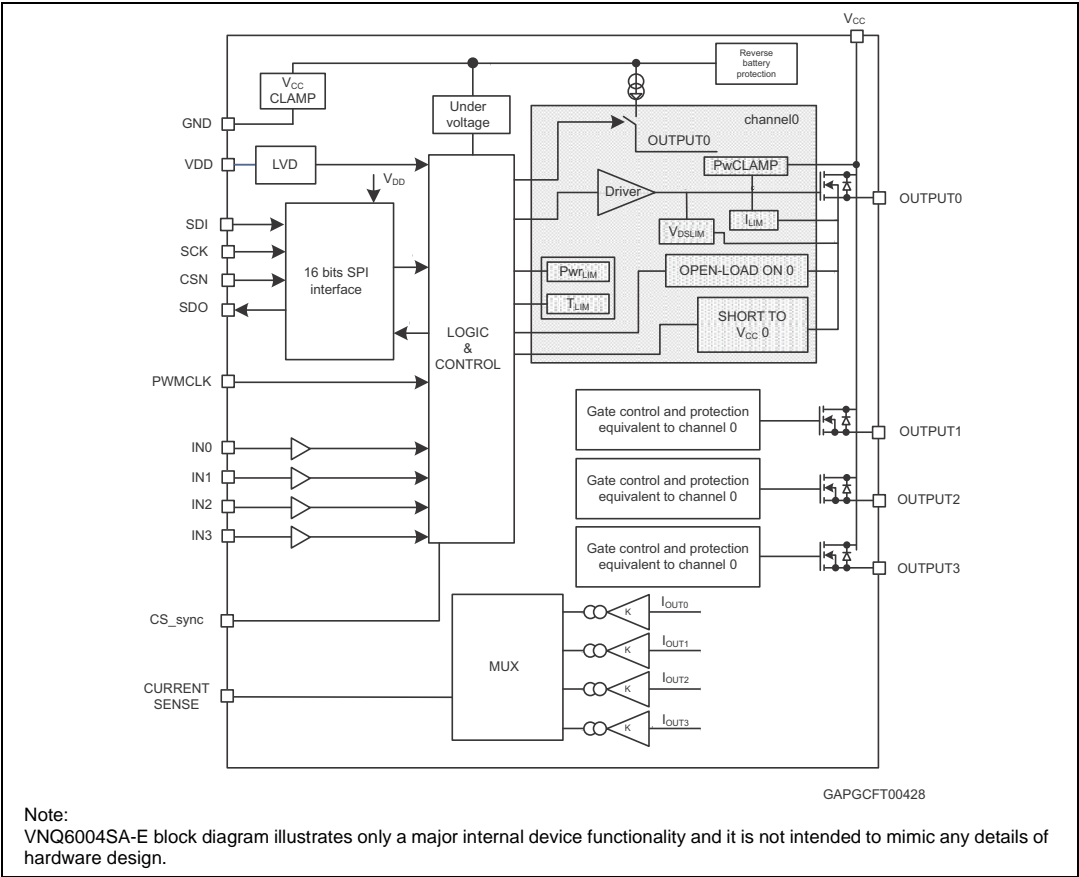 VCC
Reverse
battery
protection
VCC
CLAMP
Under
voltage
channel0
GND
OUTPUT0
VDD
LVD
PwCLAMP
VDD
Driver
OUTPUT0
SDI
ILIM
VDSLIM
SCK
16 bits SPI
interface
CSN
PwrLIM
OPEN-LOAD ON 0
SDO
TLIM
SHORT TO
VCC 0
LOGIC
&
CONTROL
PWMCLK
Gate control and protection
equivalent to channel 0
OUTPUT1
IN0
IN1
Gate control and protection
equivalent to channel 0
OUTPUT2
IN2
IN3
Gate control and protection
equivalent to channel 0
OUTPUT3
CS_sync
K
IOUT0
K
IOUT1
MUX
K
IOUT2
CURRENT
SENSE
K
IOUT3
GAPGCFT00428
Note:
VNQ6004SA-E block diagram illustrates only a major internal device functionality and it is not intended to mimic any details of
hardware design.